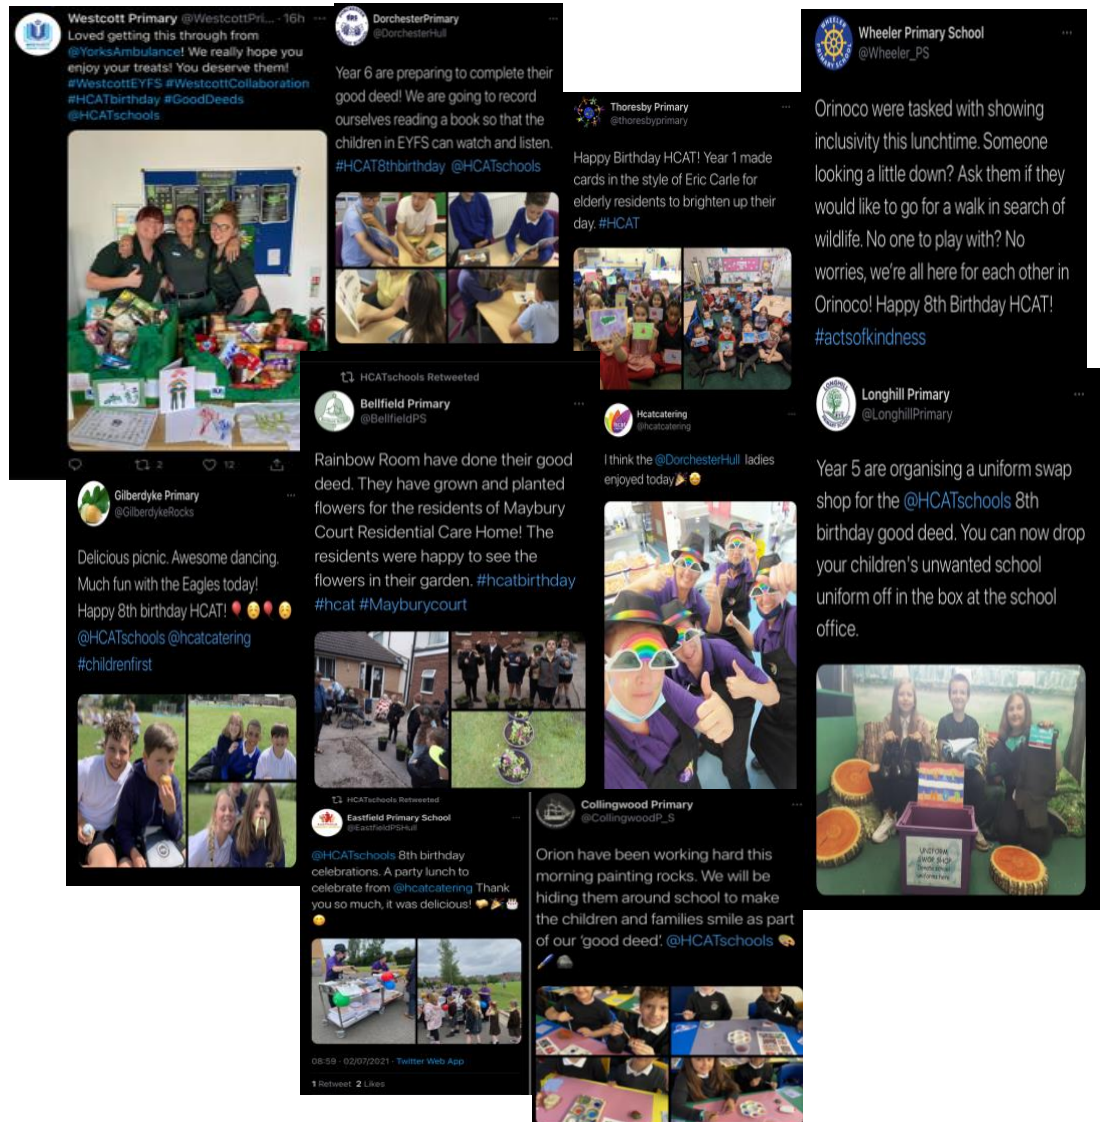 Westcott Primary @WestcottPri... · 16h
Loved getting this through from
@YorksAmbulance! We really hope you
enjoy your treats! You deserve them!
#WestcottEYFS #WestcottCollaboration
#HCATbirthday #GoodDeeds
@HCATschools
2
12
DorchesterPrimary
@DorchesterHull
Year 6 are preparing to complete their
good deed! We are going to record
ourselves reading a book so that the
children in EYFS can watch and listen.
#HCAT8thbirthday @HCATschools
Thoresby Primary
@thoresbyprimary
Happy Birthday HCAT! Year 1 made
cards in the style of Eric Carle for
elderly residents to brighten up their
day. #HCAT
Wheeler Primary School
@Wheeler_PS
Orinoco were tasked with showing
inclusivity this lunchtime. Someone
looking a little down? Ask them if they
would like to go for a walk in search of
wildlife. No one to play with? No
worries, we're all here for each other in
Orinoco! Happy 8th Birthday HCAT!
#actsofkindness
HCATschools Retweeted
Bellfield Primary
@BellfieldPS
Rainbow Room have done their good
deed. They have grown and planted
flowers for the residents of Maybury
Court Residential Care Home! The
residents were happy to see the
flowers in their garden. #hcatbirthday
#hcat #Mayburycourt
Hcatcatering
@hcatcatering
I think the @DorchesterHull ladies
enjoyed today🎉🤩
Longhill Primary
@LonghillPrimary
Year 5 are organising a uniform swap
shop for the @HCATschools 8th
birthday good deed. You can now drop
your children's unwanted school
uniform off in the box at the school
office.
UNIFORM
SWOP SHOP
Gilberdyke Primary
@GilberdykeRocks
Delicious picnic. Awesome dancing.
Much fun with the Eagles today!
Happy 8th birthday HCAT! 🎈☺️🎈☺️
@HCATschools @hcatcatering
#childrenfirst
HCATschools Retweeted
Eastfield Primary School
@EastfieldPSHull
@HCATschools 8th birthday
celebrations. A party lunch to
celebrate from @hcatcatering Thank
you so much, it was delicious!
08:59 · 02/07/2021 · Twitter Web App
1 Retweet 2 Likes
Collingwood Primary
@CollingwoodP_S
Orion have been working hard this
morning painting rocks. We will be
hiding them around school to make
the children and families smile as part
of our 'good deed'. @HCATschools 🎨